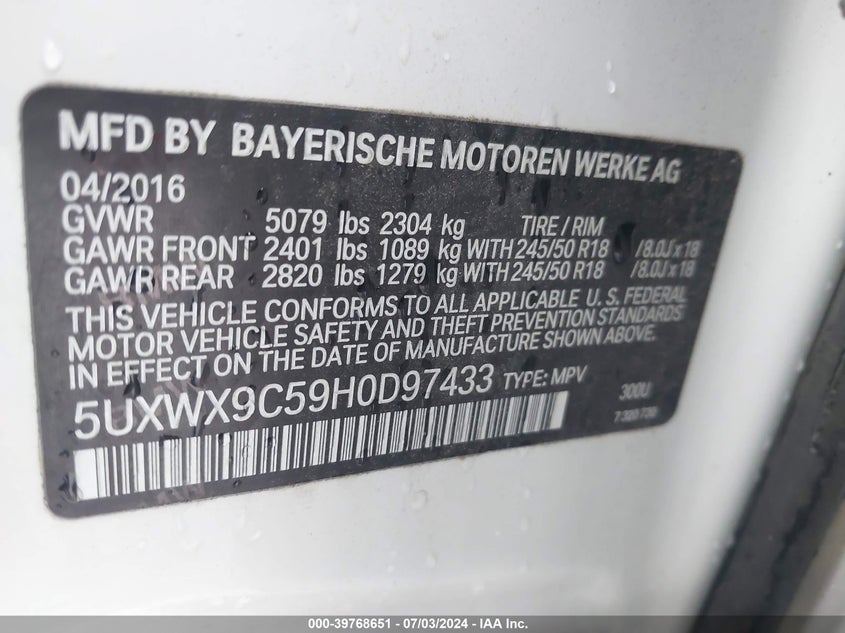 MFD BY BAYERISCHE MOTOREN WERKE AG
04/2016
GVWR 5079 lbs 2304 kg TIRE / RIM
GAWR FRONT 2401 lbs 1089 kg WITH 245/50 R18 /8.0J x 18
GAWR REAR 2820 lbs 1279 kg WITH 245/50 R18 /8.0J x 18
THIS VEHICLE CONFORMS TO ALL APPLICABLE U. S. FEDERAL
MOTOR VEHICLE SAFETY AND THEFT PREVENTION STANDARDS
IN EFFECT ON THE DATE OF MANUFACTURE SHOWN ABOVE.
5UXWX9C59H0D97433 TYPE: MPV 300U
7 320 739
000-39768651 / 07/03/2024 - IAA Inc.